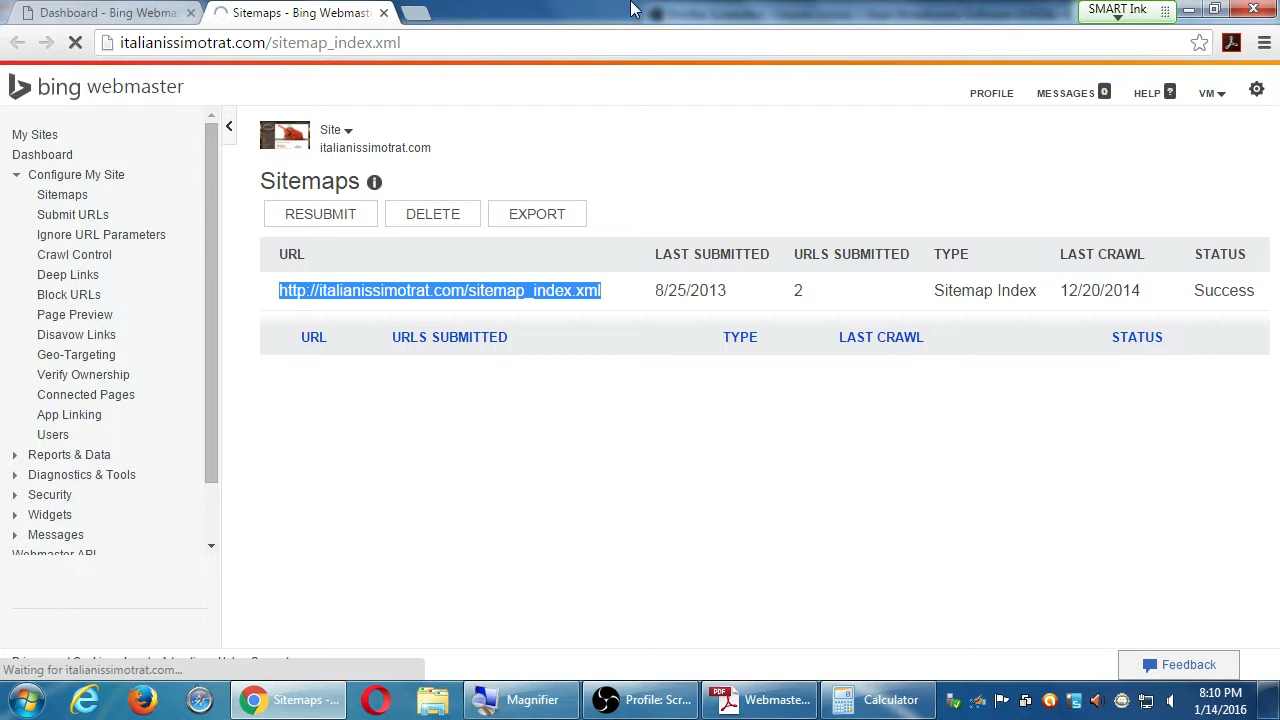 Dashboard - Bing Webma
Sitemaps - Bing Webmaste
SMART Ink
italianissimotrat.com/sitemap_index.xml
bing webmaster
PROFILE
MESSAGES 0
HELP ?
VM
My Sites
Dashboard
Configure My Site
Sitemaps
Submit URLs
Ignore URL Parameters
Crawl Control
Deep Links
Block URLs
Page Preview
Disavow Links
Geo-Targeting
Verify Ownership
Connected Pages
App Linking
Users
Reports & Data
Diagnostics & Tools
Security
Widgets
Messages
Webmaster API
Site
italianissimotrat.com
Sitemaps
RESUBMIT DELETE EXPORT
URL LAST SUBMITTED URLS SUBMITTED TYPE LAST CRAWL STATUS
http://italianissimotrat.com/sitemap_index.xml 8/25/2013 2 Sitemap Index 12/20/2014 Success
URL URLS SUBMITTED TYPE LAST CRAWL STATUS
Waiting for italianissimotrat.com...
Feedback
Sitemaps -...
Magnifier
Profile: Scr...
PDF
Webmaste...
Calculator
8:10 PM
1/14/2016